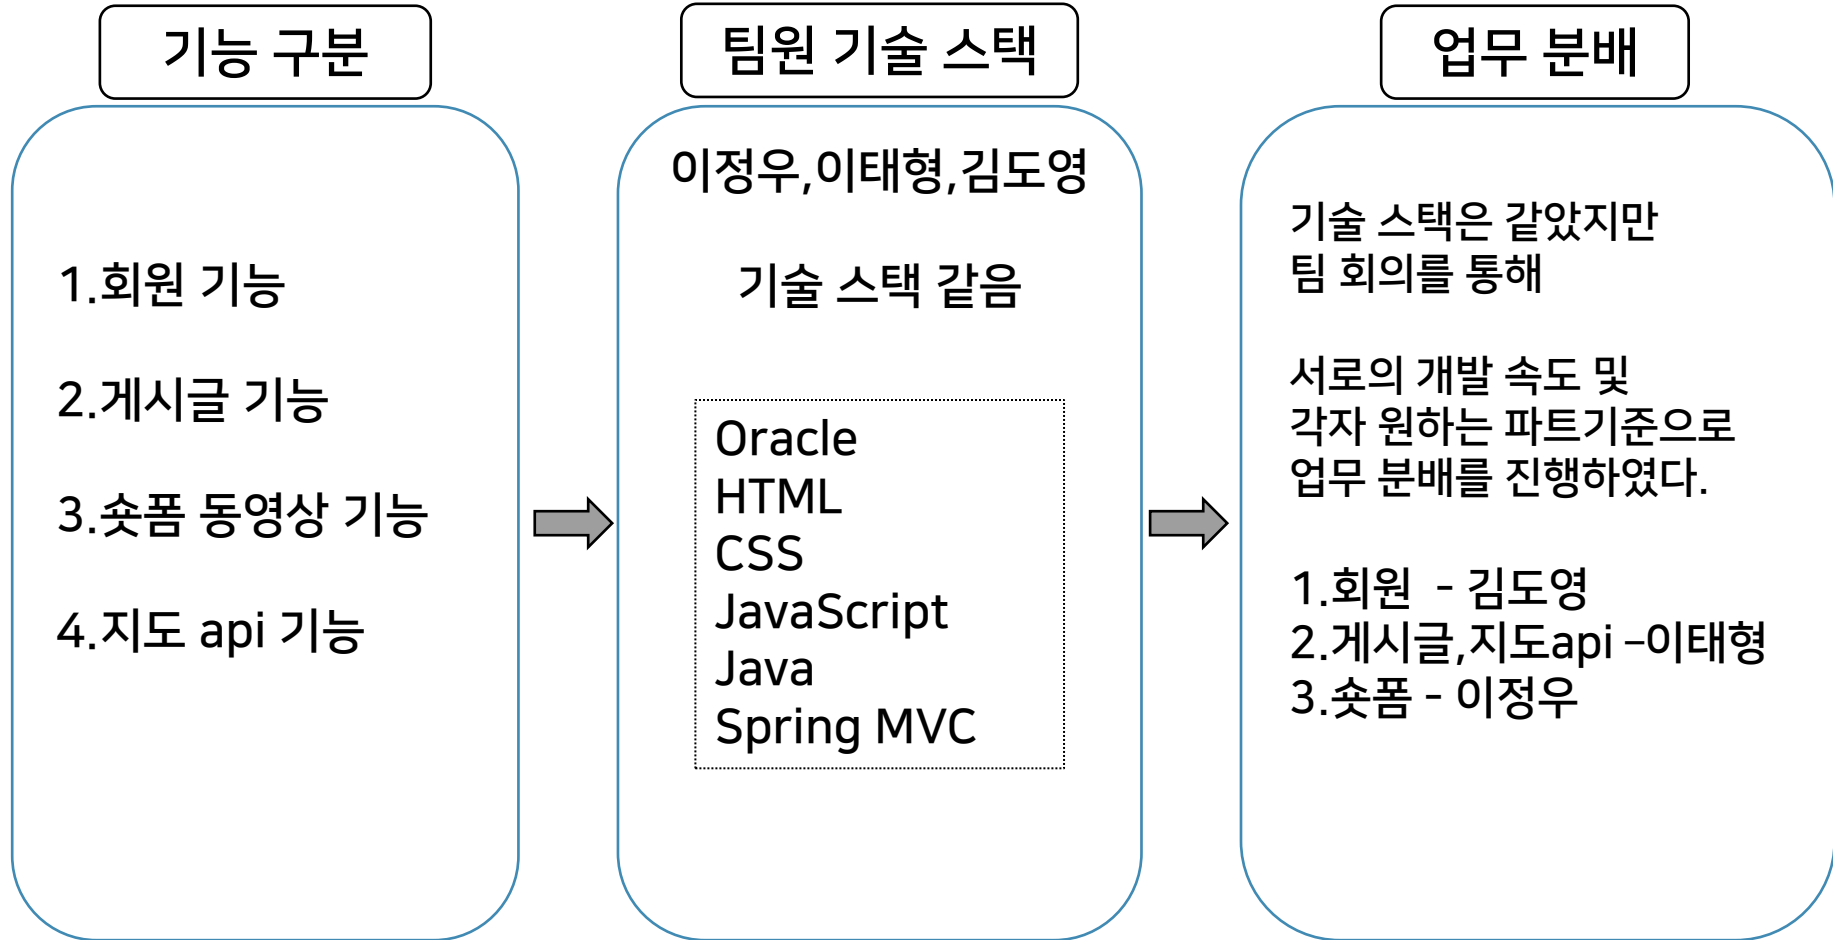 기능 구분
1.회원 기능
2.게시글 기능
3.숏폼 동영상 기능
4.지도 api 기능
팀원 기술 스택
이정우,이태형,김도영
기술 스택 같음
Oracle
HTML
CSS
JavaScript
Java
Spring MVC
업무 분배
기술 스택은 같았지만
팀 회의를 통해
서로의 개발 속도 및
각자 원하는 파트기준으로
업무 분배를 진행하였다.
1.회원 - 김도영
2.게시글,지도api –이태형
3.숏폼 - 이정우